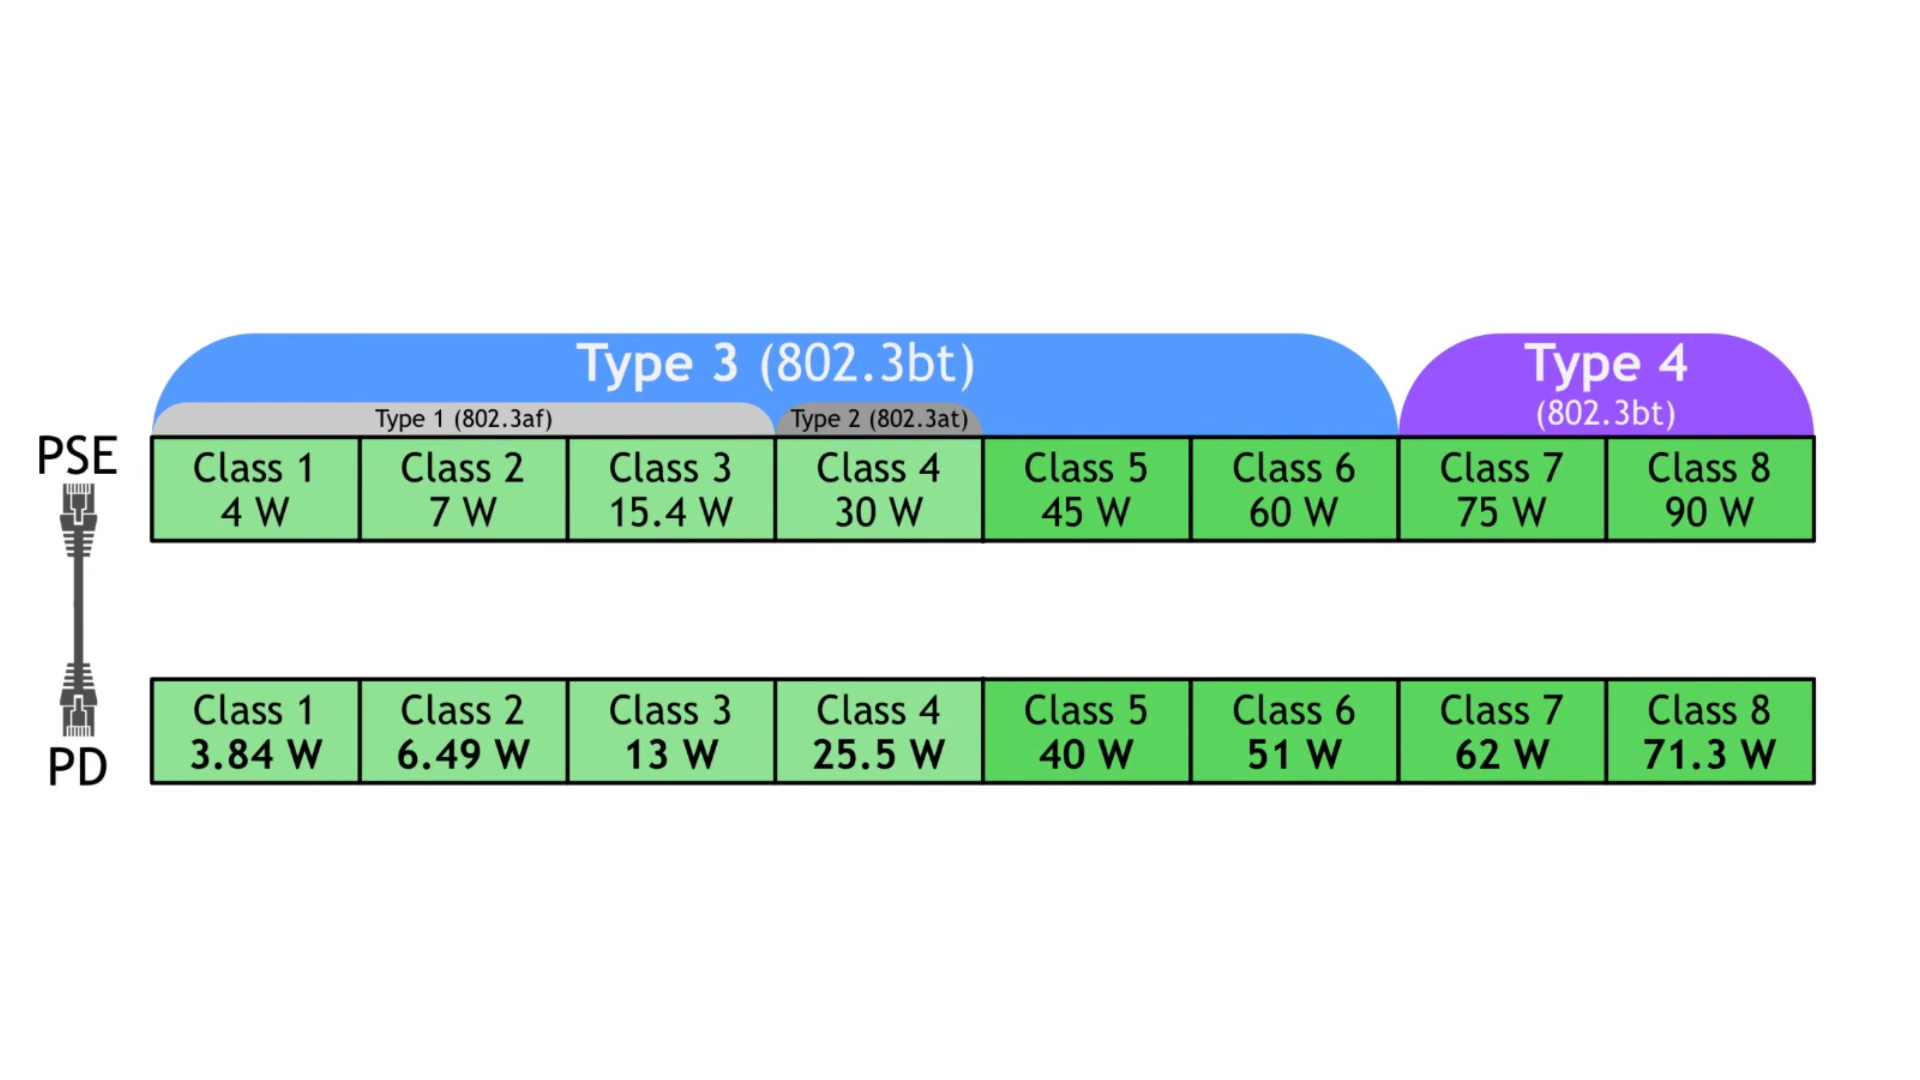 Type 3 (802.3bt)
Type 4
(802.3bt)
Type 1 (802.3af)
Type 2 (802.3at)
PSE
Class 1
4 W
Class 2
7 W
Class 3
15.4 W
Class 4
30 W
Class 5
45 W
Class 6
60 W
Class 7
75 W
Class 8
90 W
PD
Class 1
3.84 W
Class 2
6.49 W
Class 3
13 W
Class 4
25.5 W
Class 5
40 W
Class 6
51 W
Class 7
62 W
Class 8
71.3 W